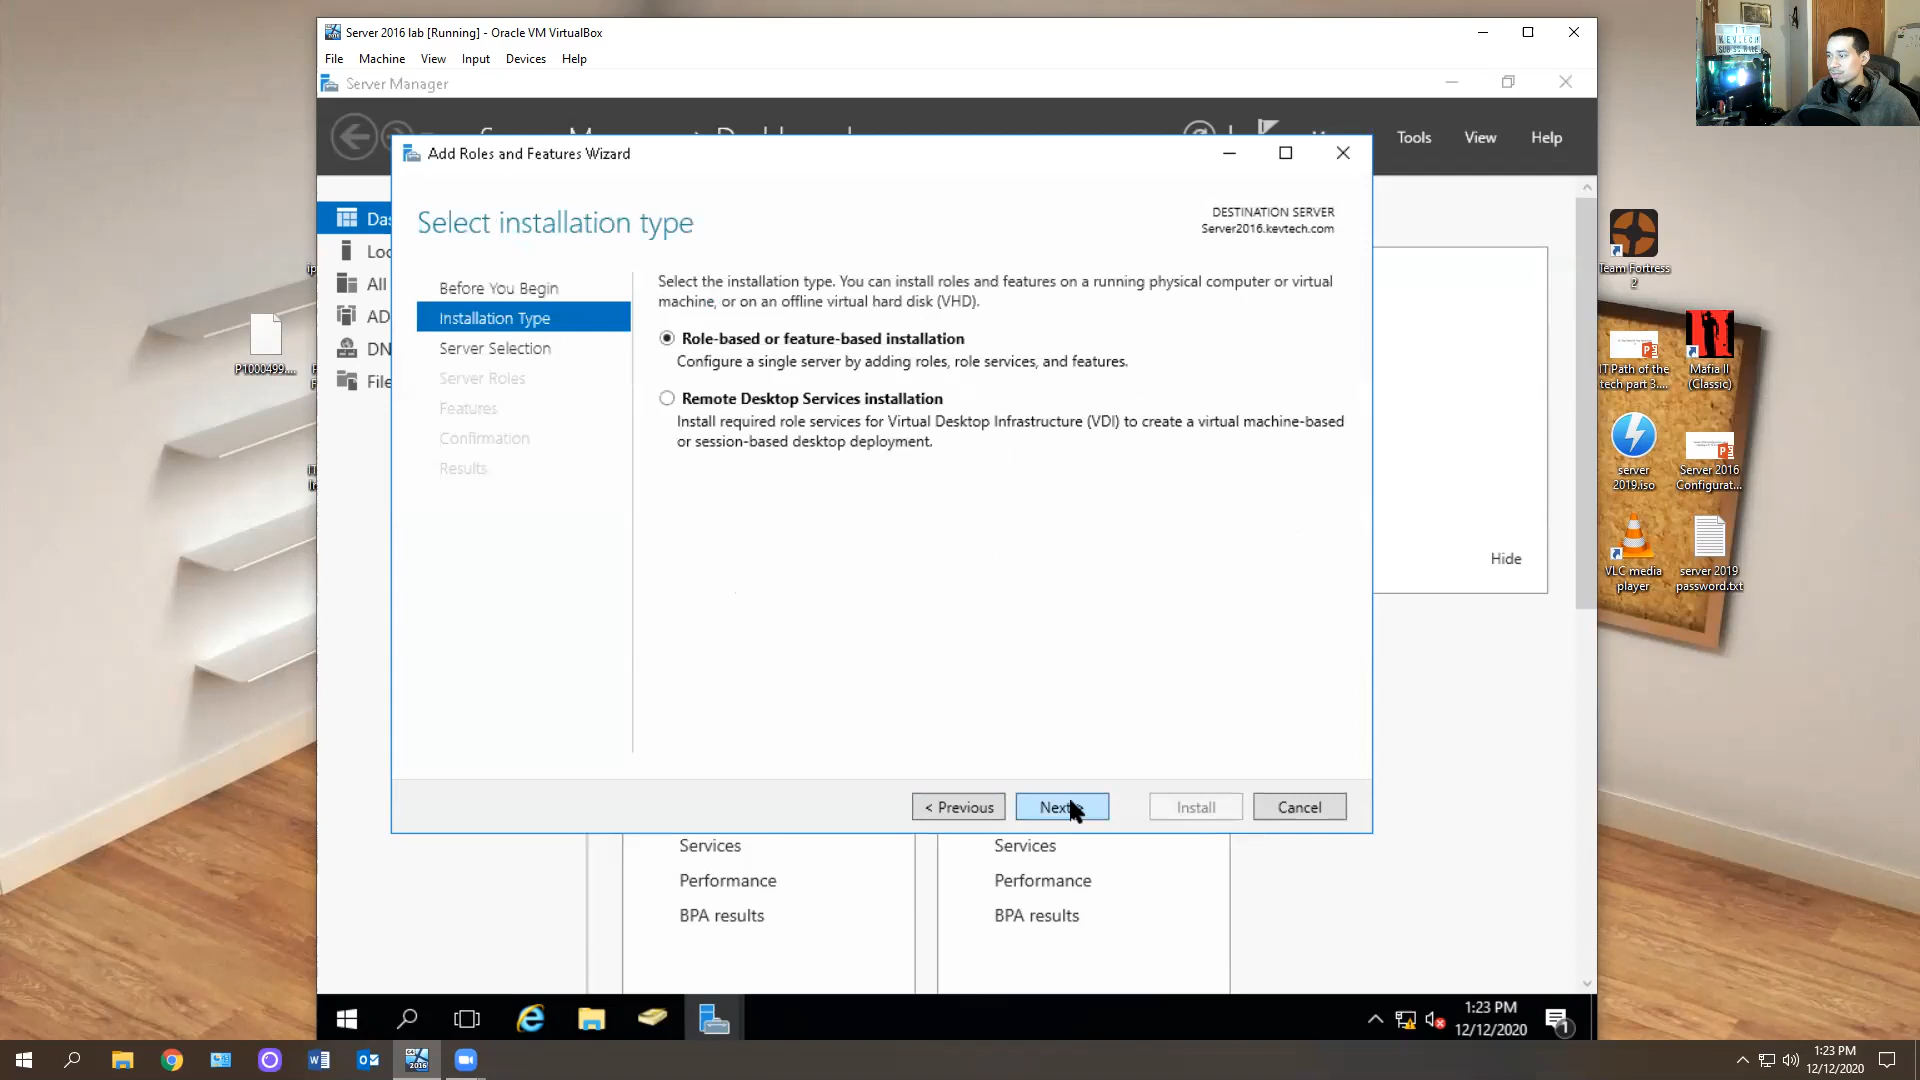 Server 2016 lab [Running] - Oracle VM VirtualBox
File Machine View Input Devices Help
Server Manager
Tools View Help
Add Roles and Features Wizard
Select installation type
DESTINATION SERVER
Server2016.kevtech.com
Before You Begin
Installation Type
Server Selection
Server Roles
Features
Confirmation
Results
Select the installation type. You can install roles and features on a running physical computer or virtual
machine, or on an offline virtual hard disk (VHD).
Role-based or feature-based installation
Configure a single server by adding roles, role services, and features.
Remote Desktop Services installation
Install required role services for Virtual Desktop Infrastructure (VDI) to create a virtual machine-based
or session-based desktop deployment.
< Previous
Next
Install
Cancel
Das
Loc
All
AD
DN
File
Hide
Services
Performance
BPA results
Services
Performance
BPA results
P1000499....
Team Fortress
2
IT Path of the
tech part 3....
Mafia II
(Classic)
server
2019.iso
Server 2016
Configurat...
VLC media
player
server 2019
password.txt
1:23 PM
12/12/2020
1
1:23 PM
12/12/2020